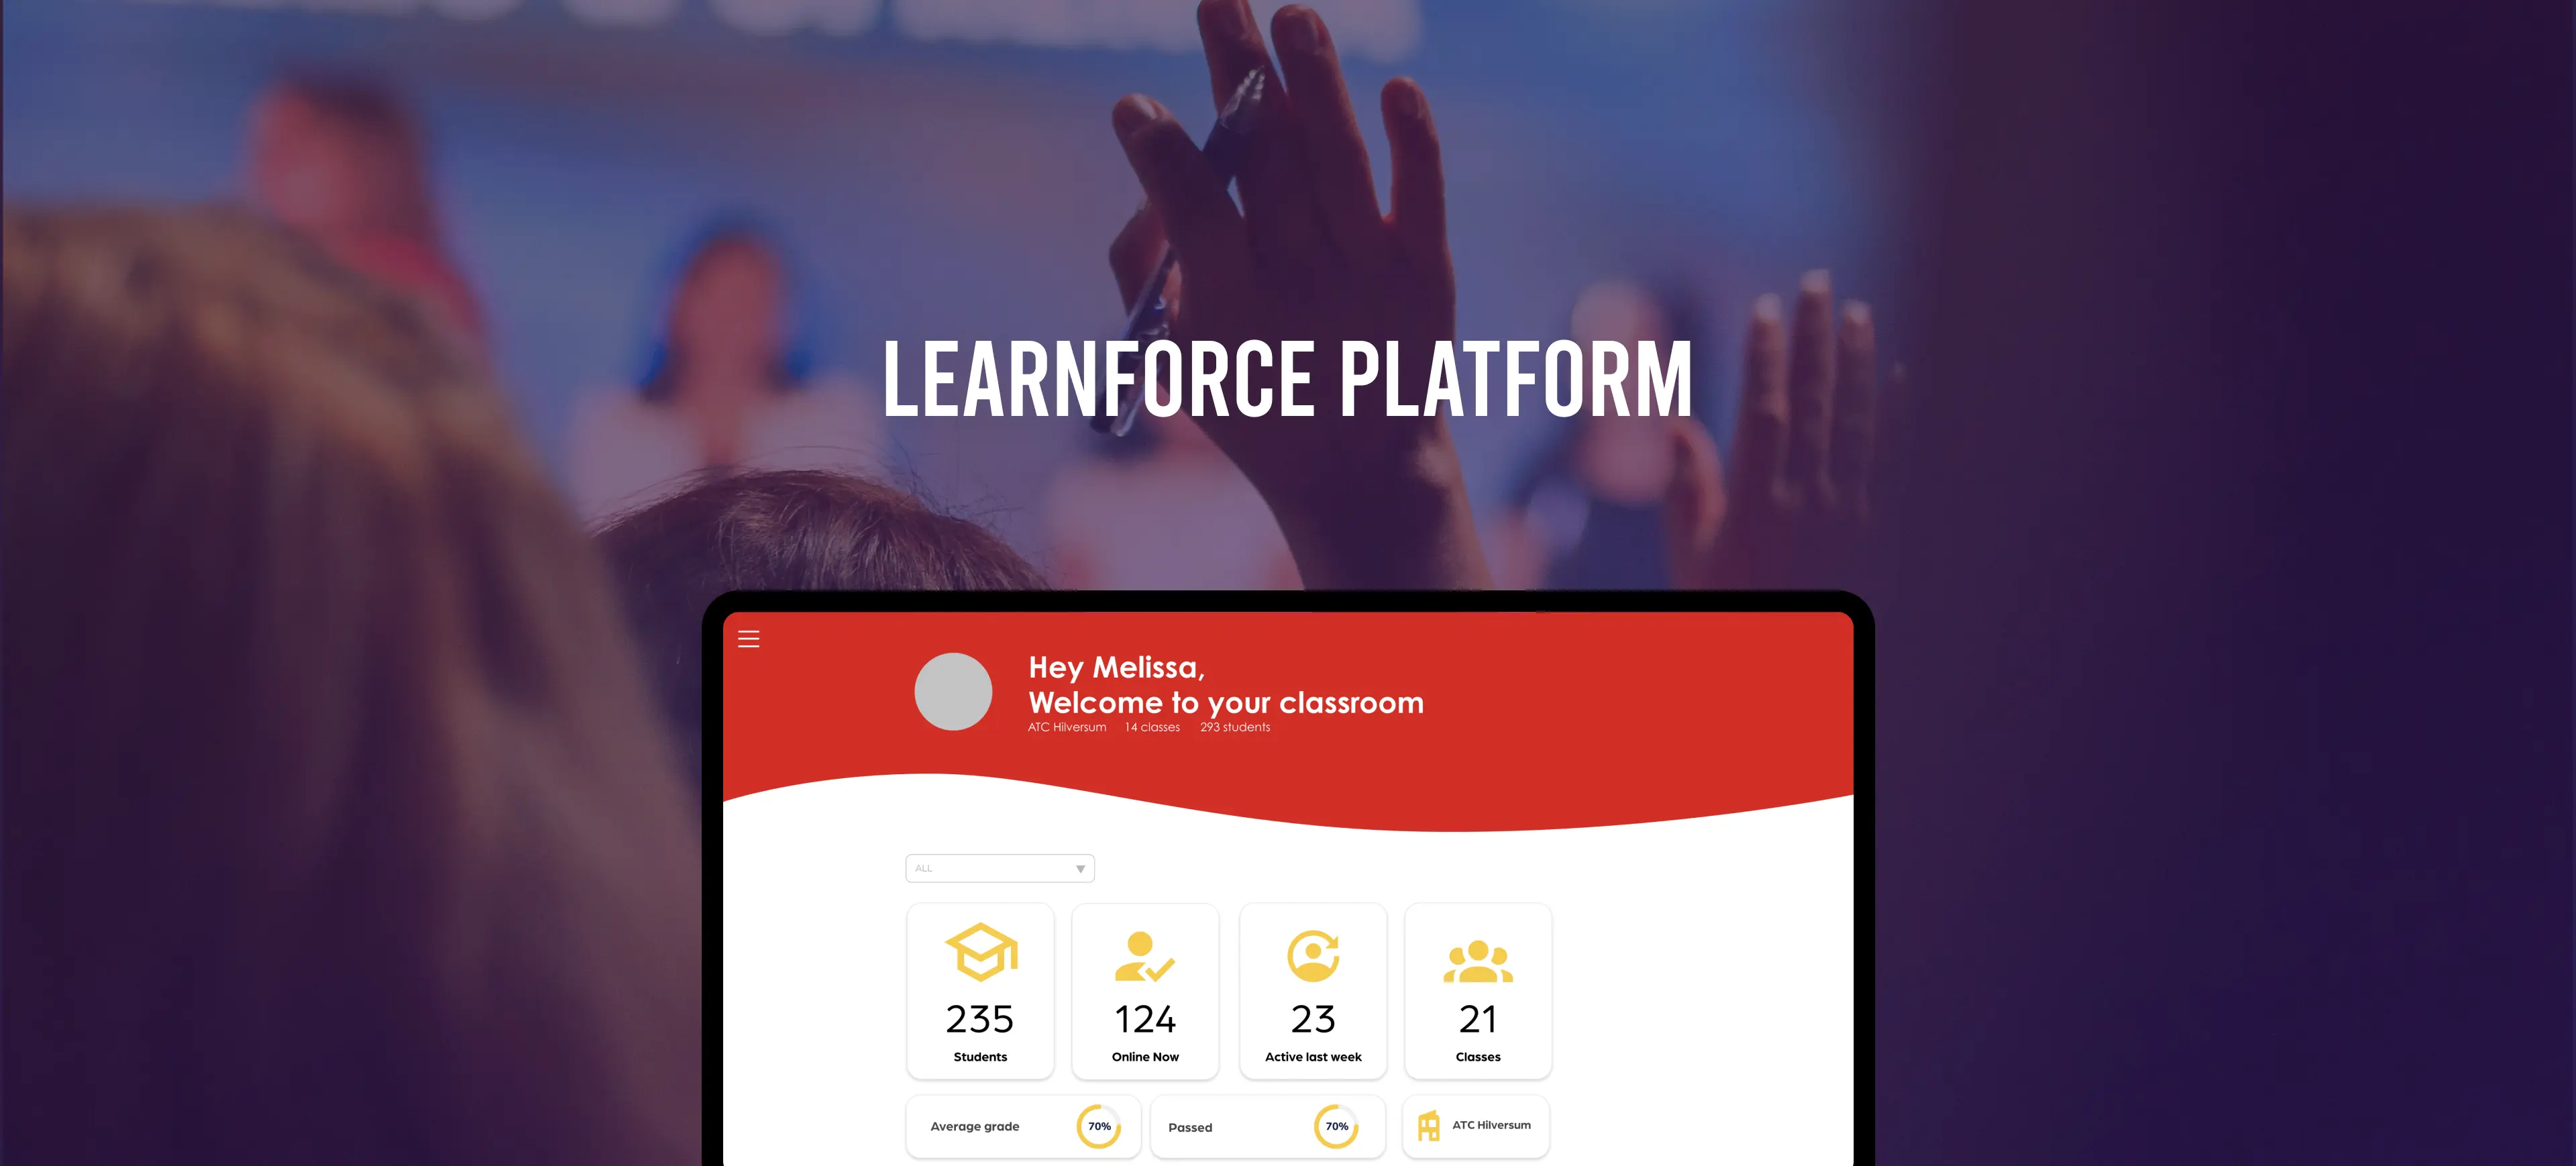 LEARNFORCE PLATFORM
Hey Melissa,
Welcome to your classroom
ATC Hilversum 14 classes 293 students
ALL
235 124 23 21
Students Online Now Active last week Classes
Average grade 70% Passed 70% ATC Hilversum